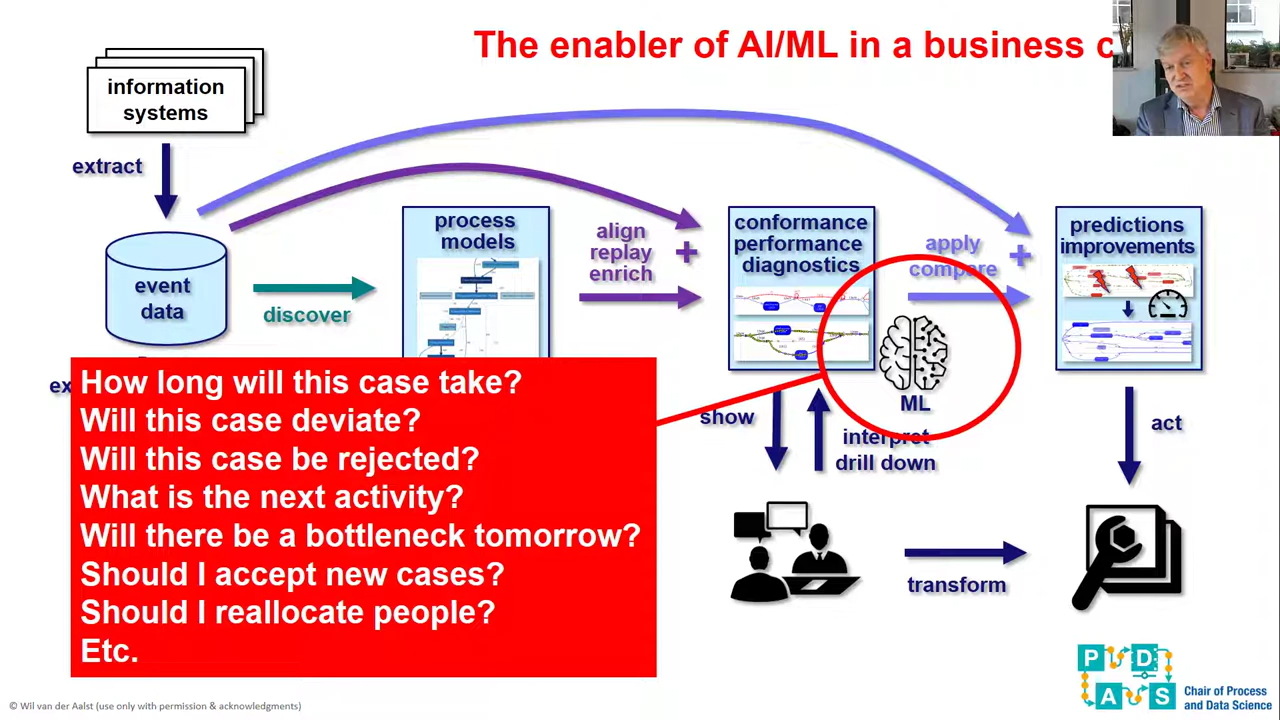 The enabler of AI/ML in a business
information
systems
extract
event
data
discover
process
models
align
replay
enrich
+
conformance
performance
diagnostics
apply
compare
+
predictions
improvements
ML
How long will this case take?
Will this case deviate?
Will this case be rejected?
What is the next activity?
Will there be a bottleneck tomorrow?
Should I accept new cases?
Should I reallocate people?
Etc.
show
interpret
drill down
act
transform
P D
A S
Chair of Process
and Data Science
© Wil van der Aalst (use only with permission & acknowledgments)